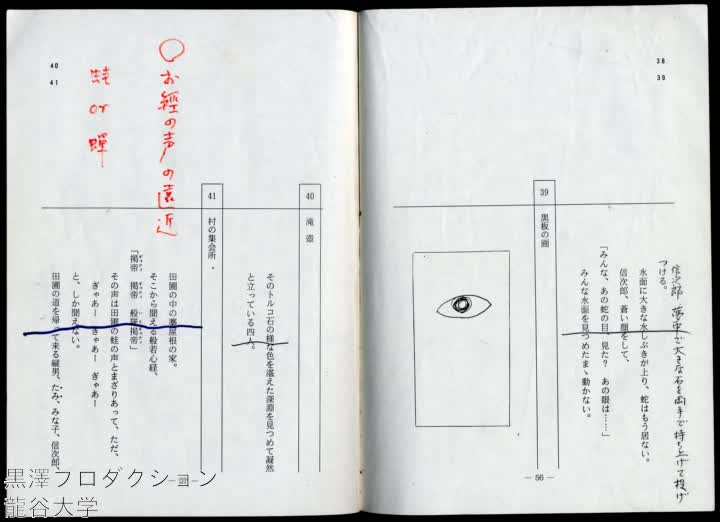 38
39
信次郎 夢中で大きな石を両手で持ち上げて投げ
つける。
水面に大きな水しぶきが上り、蛇はもう居ない。
信次郎、蒼い顔をして、
「みんな、あの蛇の目、見た? あの眼は……」
みんな水面を見つめたまゝ動かない。
39 黒板の画
— 56 —
40 滝壺
そのトルコ石の様な色を湛えた深淵を見つめて凝然
と立っている四人。
41 村の集会所
田圃の中の藁屋根の家。
そこから聞える般若心経、
「掲帝 掲帝 般羅掲帝」
その声は田圃の蛙の声とまざりあって、ただ、
ぎゃあー ぎゃあー ぎゃあー
と、しか聞えない。
田圃の道を帰って来る縦男、たみ、みな子、信次郎、
○お經の声の遠近
蛙 or 蟬
40
41
— 57 —
黒澤プロダクション
龍谷大学